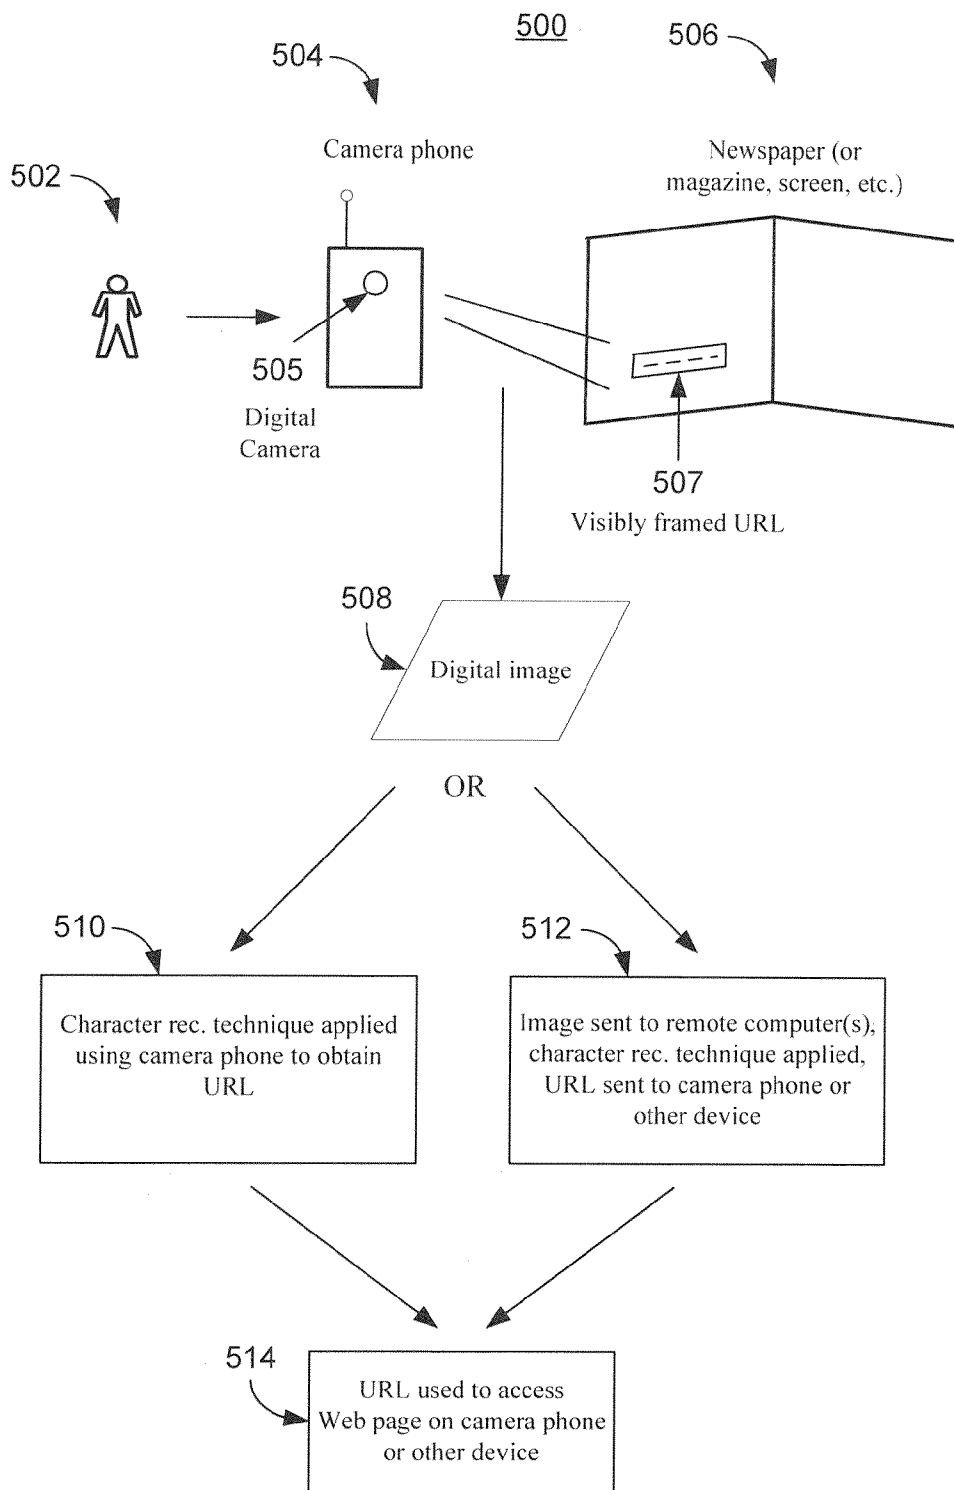 500
504
506
Camera phone
Newspaper (or
magazine, screen, etc.)
502
505
Digital
Camera
507
Visibly framed URL
508
Digital image
OR
510
512
Character rec. technique applied
using camera phone to obtain
URL
Image sent to remote computer(s),
character rec. technique applied,
URL sent to camera phone or
other device
514
URL used to access
Web page on camera phone
or other device